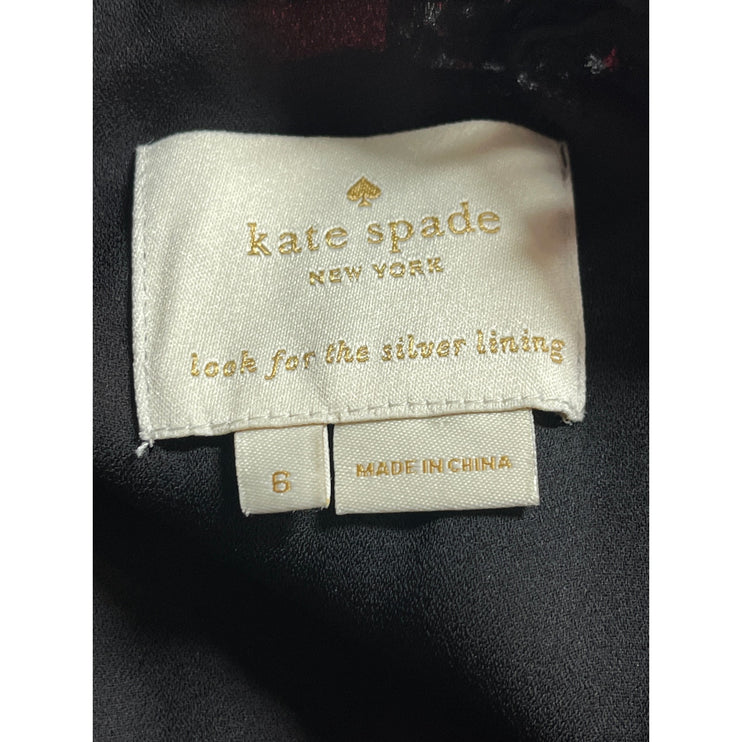 kate spade
NEW YORK
look for the silver lining
6
MADE IN CHINA